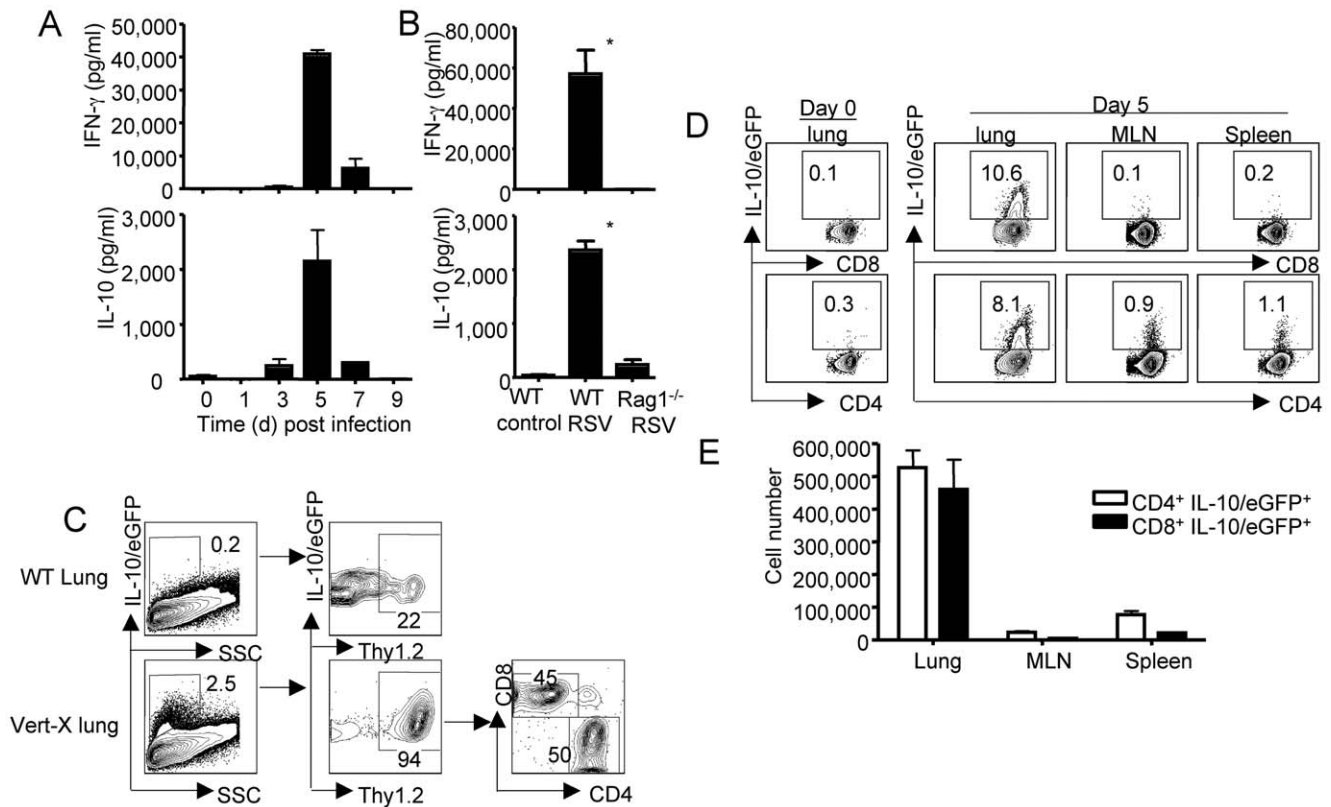 A
IFN-γ (pg/ml)
50,000
40,000
30,000
20,000
10,000
0
IL-10 (pg/ml)
3,000
2,000
1,000
0
0 1 3 5 7 9
Time (d) post infection
B
IFN-γ (pg/ml)
80,000
60,000
40,000
20,000
0
*
IL-10 (pg/ml)
3,000
2,000
1,000
0
*
WT control
WT RSV
Rag1⁻/⁻ RSV
C
WT Lung
IL-10/eGFP
0.2
SSC
IL-10/eGFP
22
Thy1.2
Vert-X lung
2.5
SSC
94
Thy1.2
CD8
45
50
CD4
D
Day 0
lung
IL-10/eGFP
0.1
CD8
0.3
CD4
Day 5
lung MLN Spleen
IL-10/eGFP
10.6 0.1 0.2
CD8
8.1 0.9 1.1
CD4
E
Cell number
600,000
500,000
400,000
300,000
200,000
100,000
0
Lung MLN Spleen
CD4⁺ IL-10/eGFP⁺
CD8⁺ IL-10/eGFP⁺